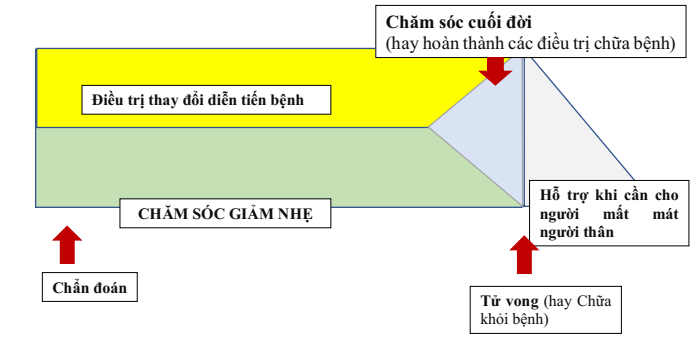 Chăm sóc cuối đời
(hay hoàn thành các điều trị chữa bệnh)
Điều trị thay đổi diễn tiến bệnh
CHĂM SÓC GIẢM NHẸ
Hỗ trợ khi cần cho
người mất mát
người thân
Chẩn đoán
Tử vong (hay Chữa
khỏi bệnh)